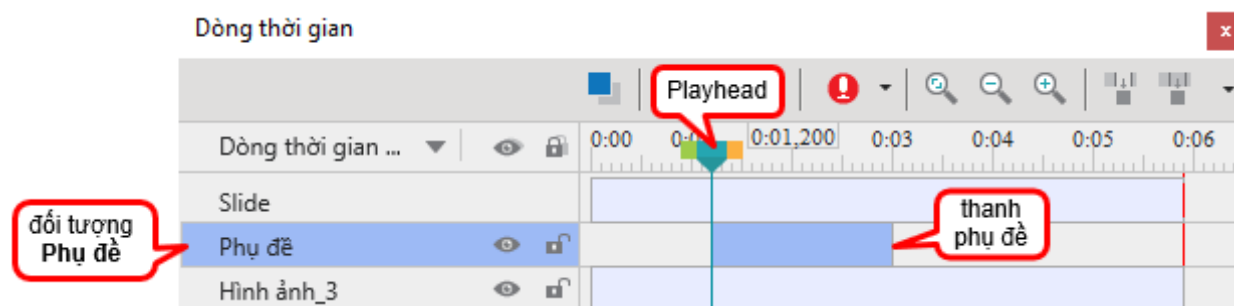 Dòng thời gian
x
Playhead
Dòng thời gian ...
0:00
0:01,200
0:03
0:04
0:05
0:06
Slide
đối tượng
Phụ đề
Phụ đề
thanh
phụ đề
Hình ảnh_3